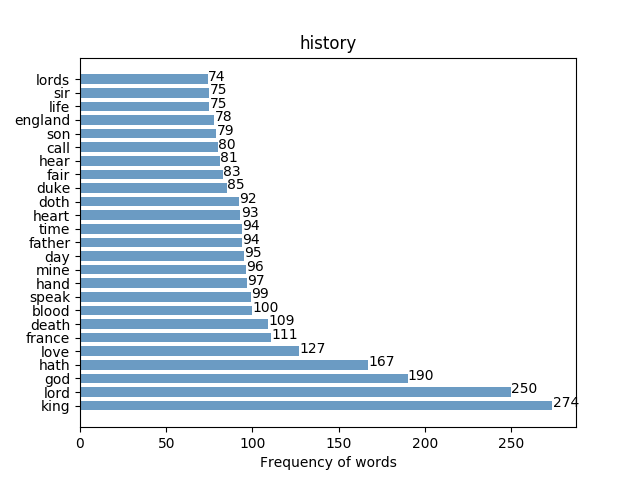 history
lords 74
sir 75
life 75
england 78
son 79
call 80
hear 81
fair 83
duke 85
doth 92
heart 93
time 94
father 94
day 95
mine 96
hand 97
speak 99
blood 100
death 109
france 111
love 127
hath 167
god 190
lord 250
king 274
0 50 100 150 200 250
Frequency of words